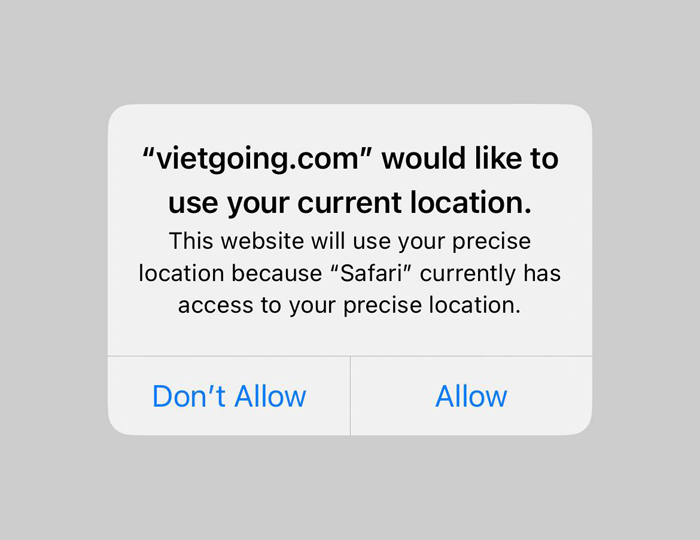 “vietgoing.com” would like to
use your current location.
This website will use your precise
location because “Safari” currently has
access to your precise location.
Don’t Allow
Allow